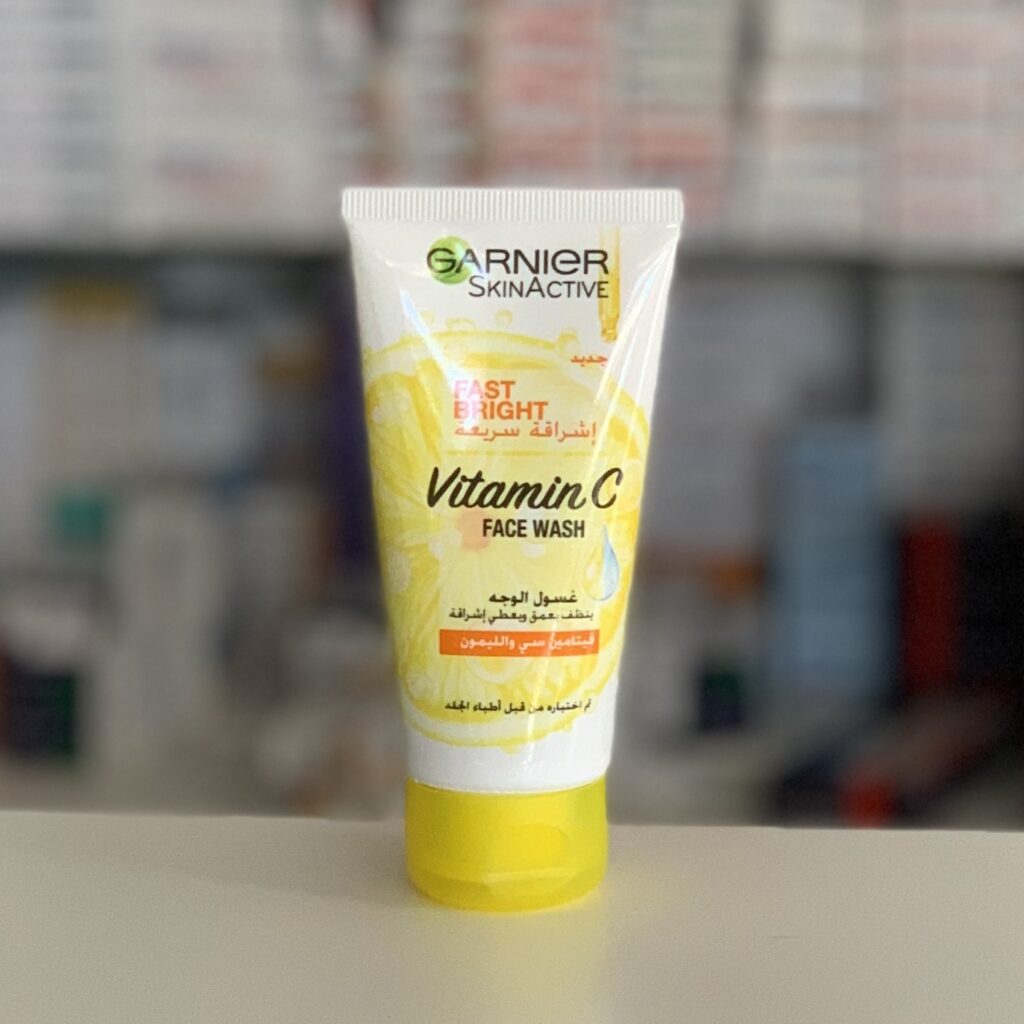 GARNIER
SKINACTIVE
جديد
FAST
BRIGHT
إشراقة سريعة
Vitamin C
FACE WASH
غسول الوجه
ينظف بعمق ويعطي إشراقة
فيتامين سي والليمون
تم اختباره من قبل أطباء الجلد